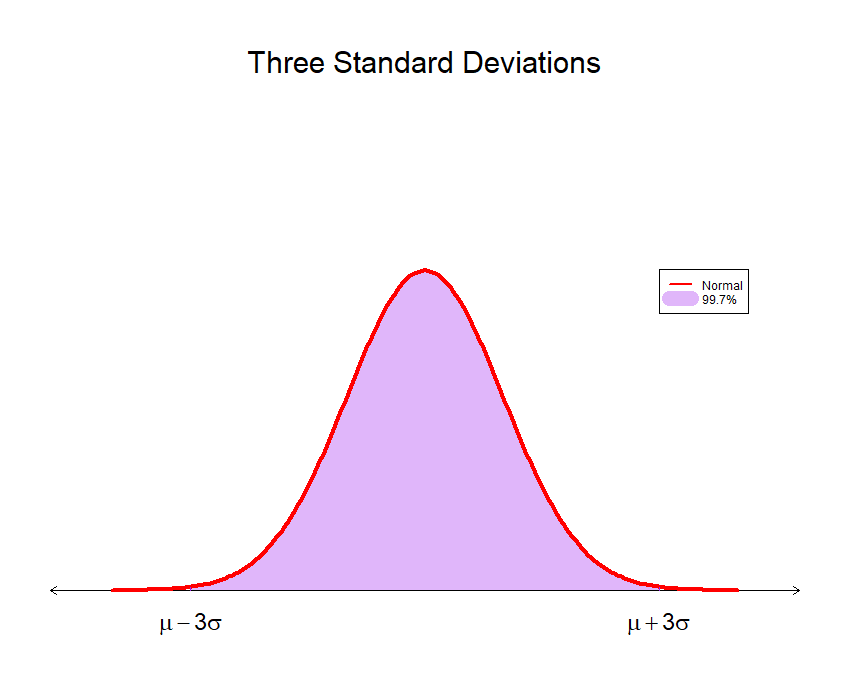 Three Standard Deviations
Normal
99.7%
μ − 3σ
μ + 3σ